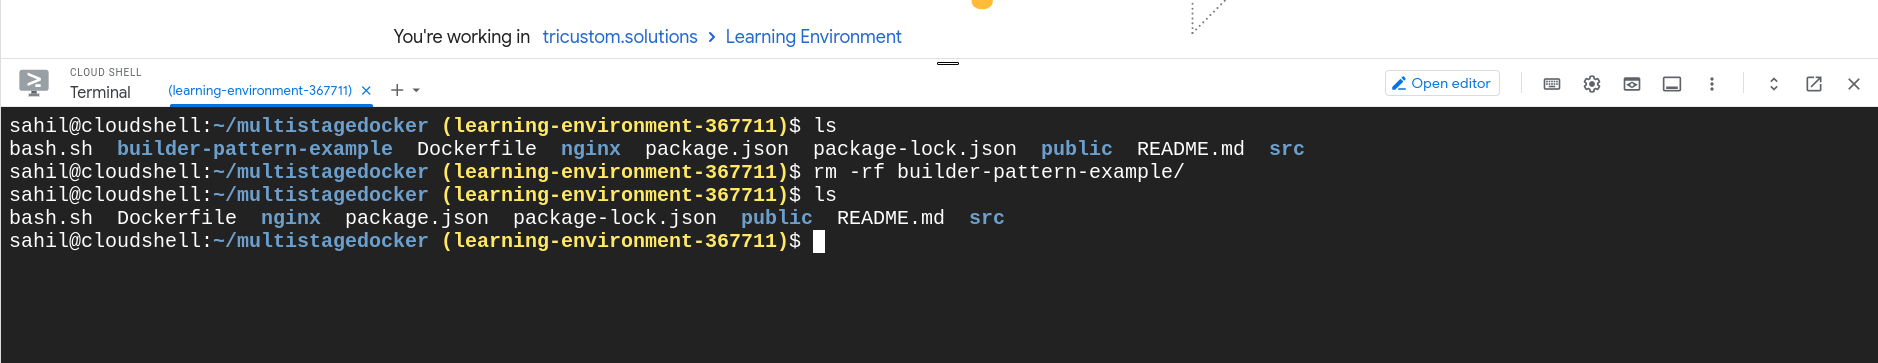 You're working in tricustom.solutions > Learning Environment
CLOUD SHELL
Terminal
(learning-environment-367711) ×
Open editor
sahil@cloudshell:~/multistagedocker (learning-environment-367711)$ ls
bash.sh  builder-pattern-example  Dockerfile  nginx  package.json  package-lock.json  public  README.md  src
sahil@cloudshell:~/multistagedocker (learning-environment-367711)$ rm -rf builder-pattern-example/
sahil@cloudshell:~/multistagedocker (learning-environment-367711)$ ls
bash.sh  Dockerfile  nginx  package.json  package-lock.json  public  README.md  src
sahil@cloudshell:~/multistagedocker (learning-environment-367711)$